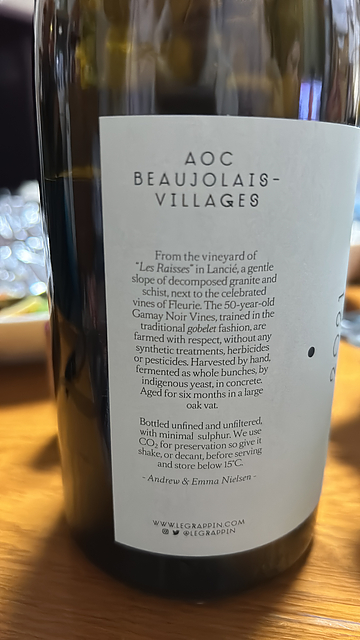 AOC
BEAUJOLAIS-
VILLAGES
From the vineyard of
"Les Raisses" in Lancié, a gentle
slope of decomposed granite and
schist, next to the celebrated
vines of Fleurie. The 50-year-old
Gamay Noir Vines, trained in the
traditional gobelet fashion, are
farmed with respect, without any
synthetic treatments, herbicides
or pesticides. Harvested by hand,
fermented as whole bunches, by
indigenous yeast, in concrete.
Aged for six months in a large
oak vat.
Bottled unfined and unfiltered,
with minimal sulphur. We use
CO₂ for preservation so give it
shake, or decant, before serving
and store below 15°C.
- Andrew & Emma Nielsen -
WWW.LEGRAPPIN.COM
@LEGRAPPIN
2021